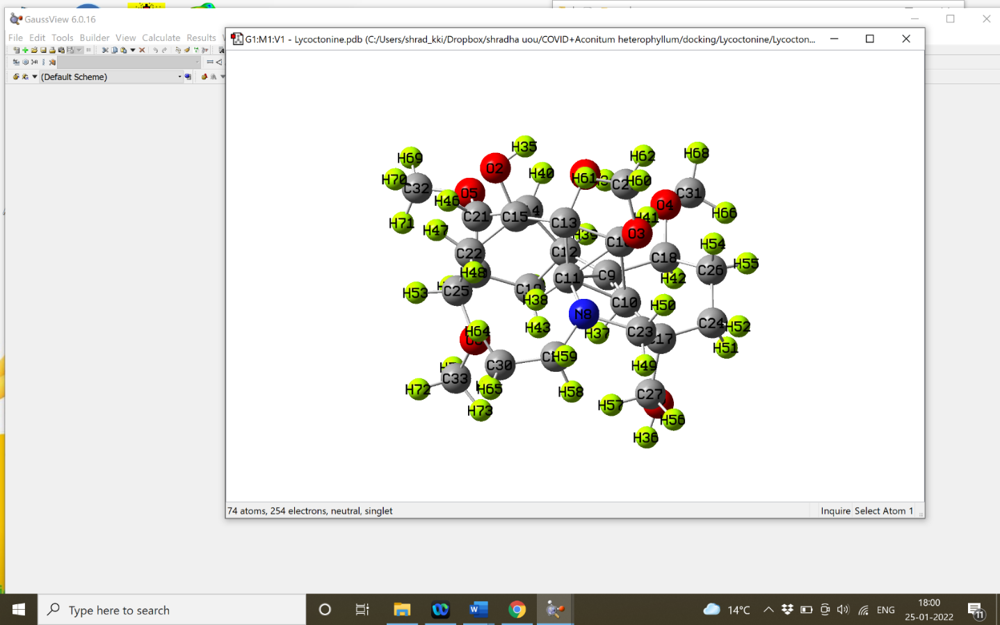 GaussView 6.0.16
File Edit Tools Builder View Calculate Results
(Default Scheme)
G1:M1:V1 - Lycoctonine.pdb (C:/Users/shrad_kki/Dropbox/shradha uou/COVID+Aconitum heterophyllum/docking/Lycoctonine/Lycocton...
H35
H69 O2 H62 H68
H70 C32 O5 H40 H61 H60 C31
H46 O4 H66
H71 C21 C15 C13 H41
H47 H39 O3 H54
C22 C12 C18 C26 H55
H48 C11 C9 H42
H53 C25 H38 C10 H50
N8
H64 H43 H37 C23 C24 H52
H51
C30 H59 H49
C33
H72 H65 H58 C27
H73 H57 H56
H36
74 atoms, 254 electrons, neutral, singlet
Inquire Select Atom 1
Type here to search
14°C
ENG
18:00
25-01-2022
11